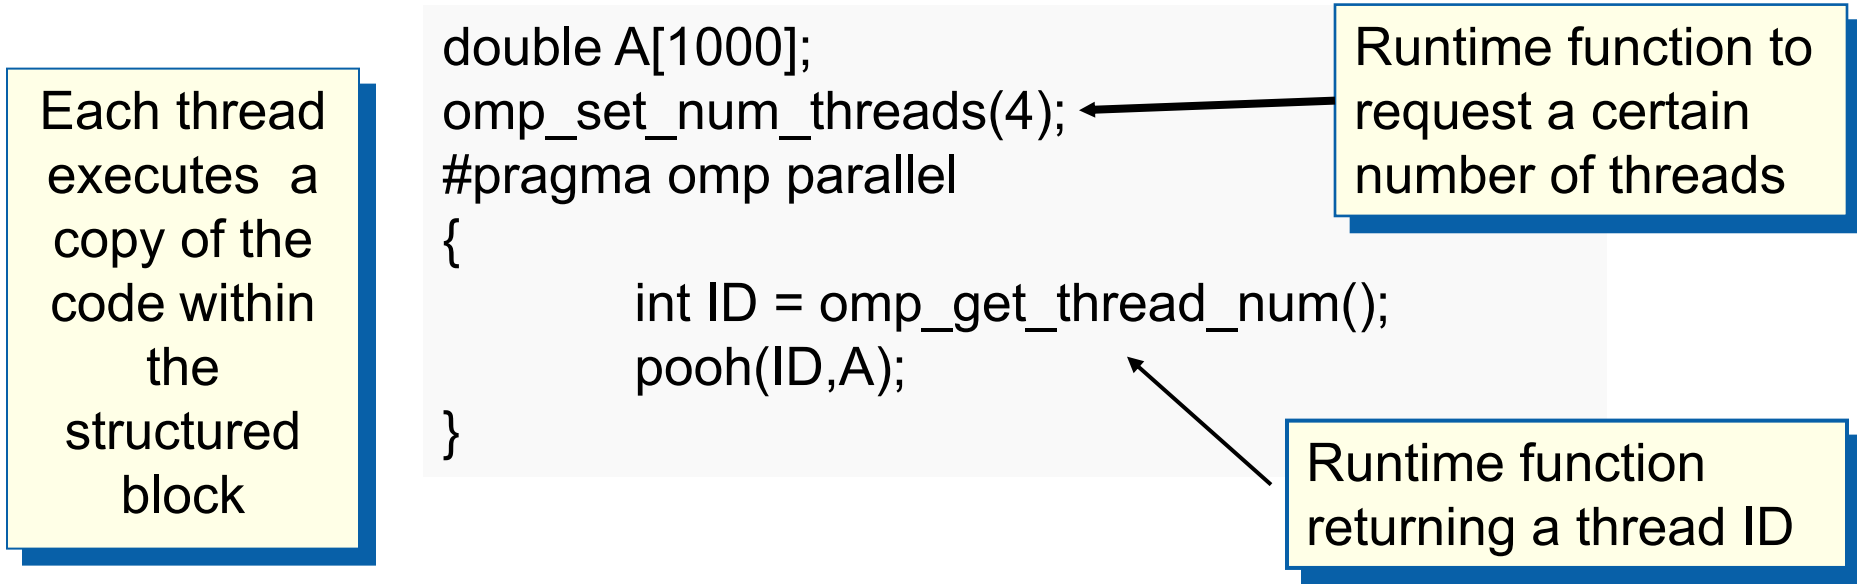 Each thread
executes a
copy of the
code within
the
structured
block
double A[1000];
omp_set_num_threads(4);
#pragma omp parallel
{
int ID = omp_get_thread_num();
pooh(ID,A);
}
Runtime function to
request a certain
number of threads
Runtime function
returning a thread ID